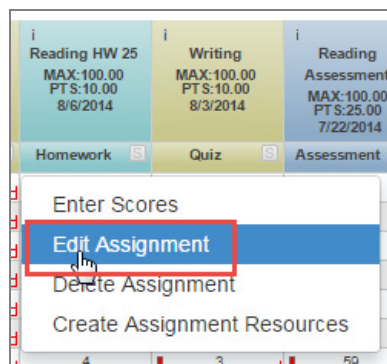 i
Reading HW 25
MAX:100.00
PTS:10.00
8/6/2014
Homework S
i
Writing
MAX:100.00
PTS:10.00
8/3/2014
Quiz S
i
Reading
Assessment
MAX:100.00
PTS:25.00
7/22/2014
Assessment
Enter Scores
Edit Assignment
Delete Assignment
Create Assignment Resources
4 3 59